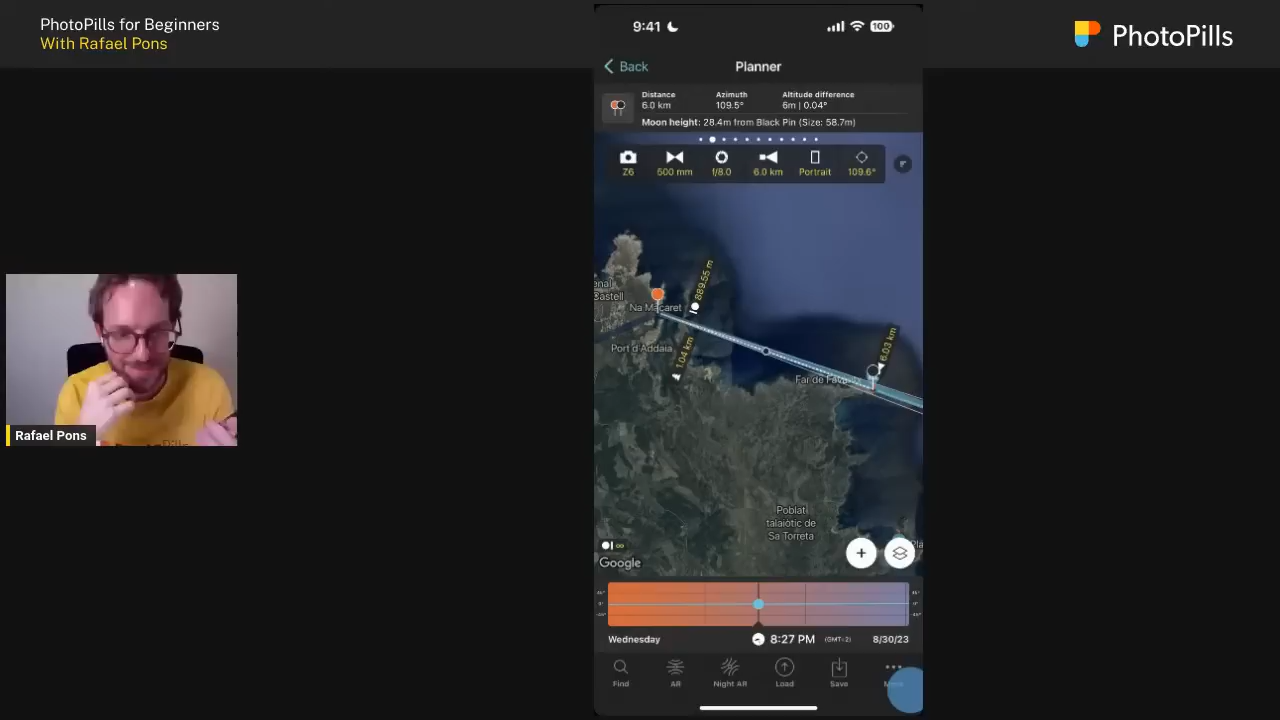 PhotoPills for Beginners
With Rafael Pons
PhotoPills
9:41
100
Back
Planner
Distance
6.0 km
Azimuth
109.5°
Altitude difference
6m | 0.04°
Moon height: 28.4m from Black Pin (Size: 58.7m)
Z6
500 mm
f/8.0
6.0 km
Portrait
109.6°
889.55 m
Castell
Na Macaret
1.04 km
Port d'Addaia
6.03 km
Far de
Poblat
talaiòtic de
Sa Torreta
Google
Wednesday
8:27 PM
(GMT+2)
8/30/23
Find
AR
Night AR
Load
Save
Rafael Pons